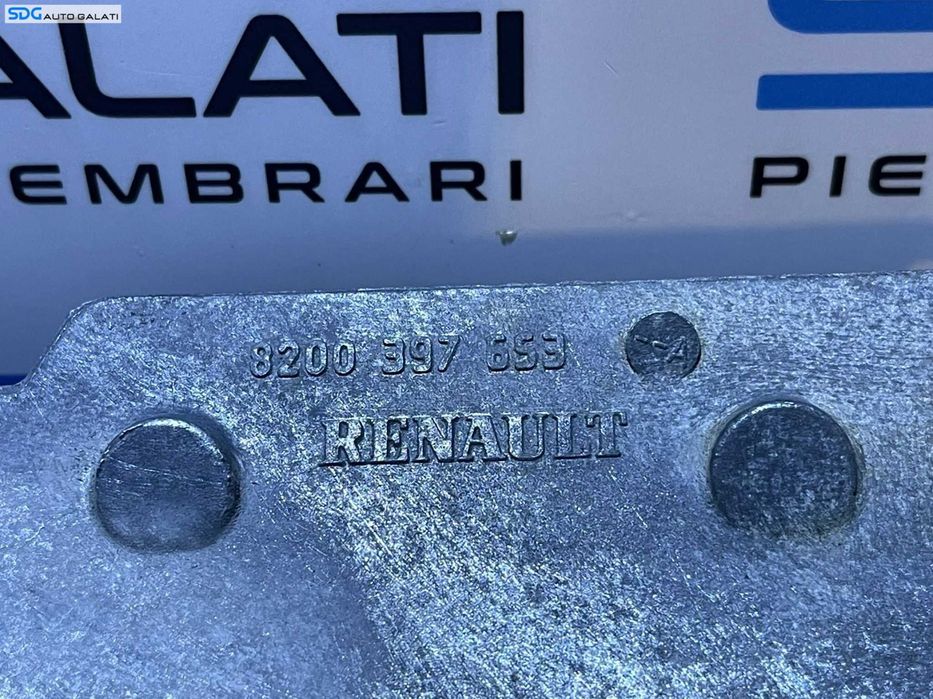 SDG AUTO GALATI
ALATI
EMBRARI
PIE
8200 397 653
RENAULT